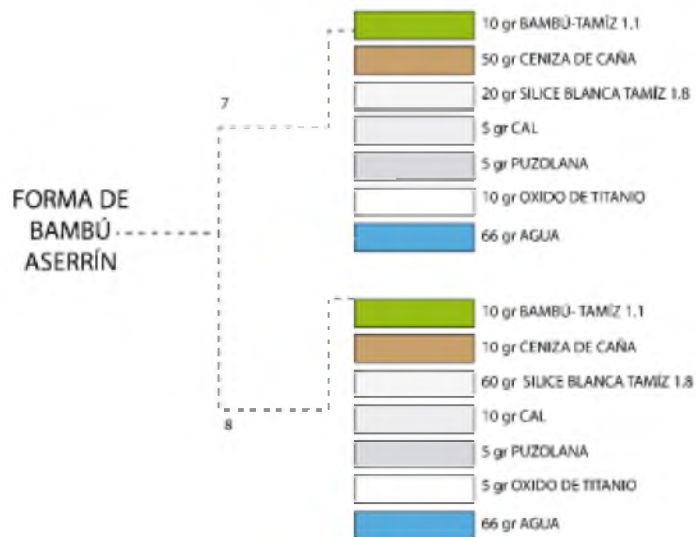 FORMA DE
BAMBÚ
ASERRÍN
7
10 gr BAMBÚ-TAMÍZ 1.1
50 gr CENIZA DE CAÑA
20 gr SILICE BLANCA TAMÍZ 1.8
5 gr CAL
5 gr PUZOLANA
10 gr OXIDO DE TITANIO
66 gr AGUA
8
10 gr BAMBÚ- TAMÍZ 1.1
10 gr CENIZA DE CAÑA
60 gr SILICE BLANCA TAMÍZ 1.8
10 gr CAL
5 gr PUZOLANA
5 gr OXIDO DE TITANIO
66 gr AGUA